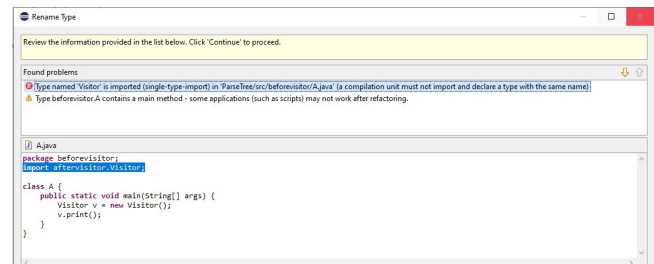 Rename Type
Review the information provided in the list below. Click 'Continue' to proceed.
Found problems
Type named 'Visitor' is imported (single-type-import) in 'ParseTree/src/beforevisitor/A.java' (a compilation unit must not import and declare a type with the same name)
Type beforevisitor.A contains a main method - some applications (such as scripts) may not work after refactoring.
A.java
package beforevisitor;
import aftervisitor.Visitor;
class A {
public static void main(String[] args) {
Visitor v = new Visitor();
v.print();
}
}